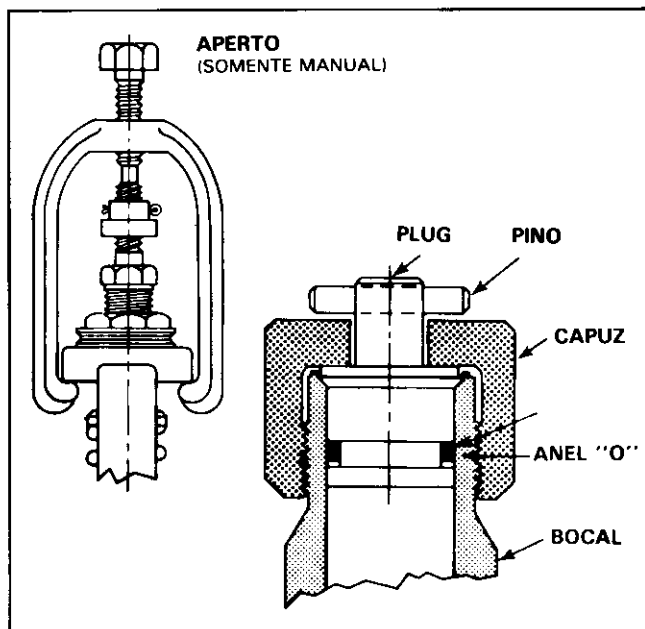 APERTO
(SOMENTE MANUAL)
PLUG
PINO
CAPUZ
ANEL "O"
BOCAL